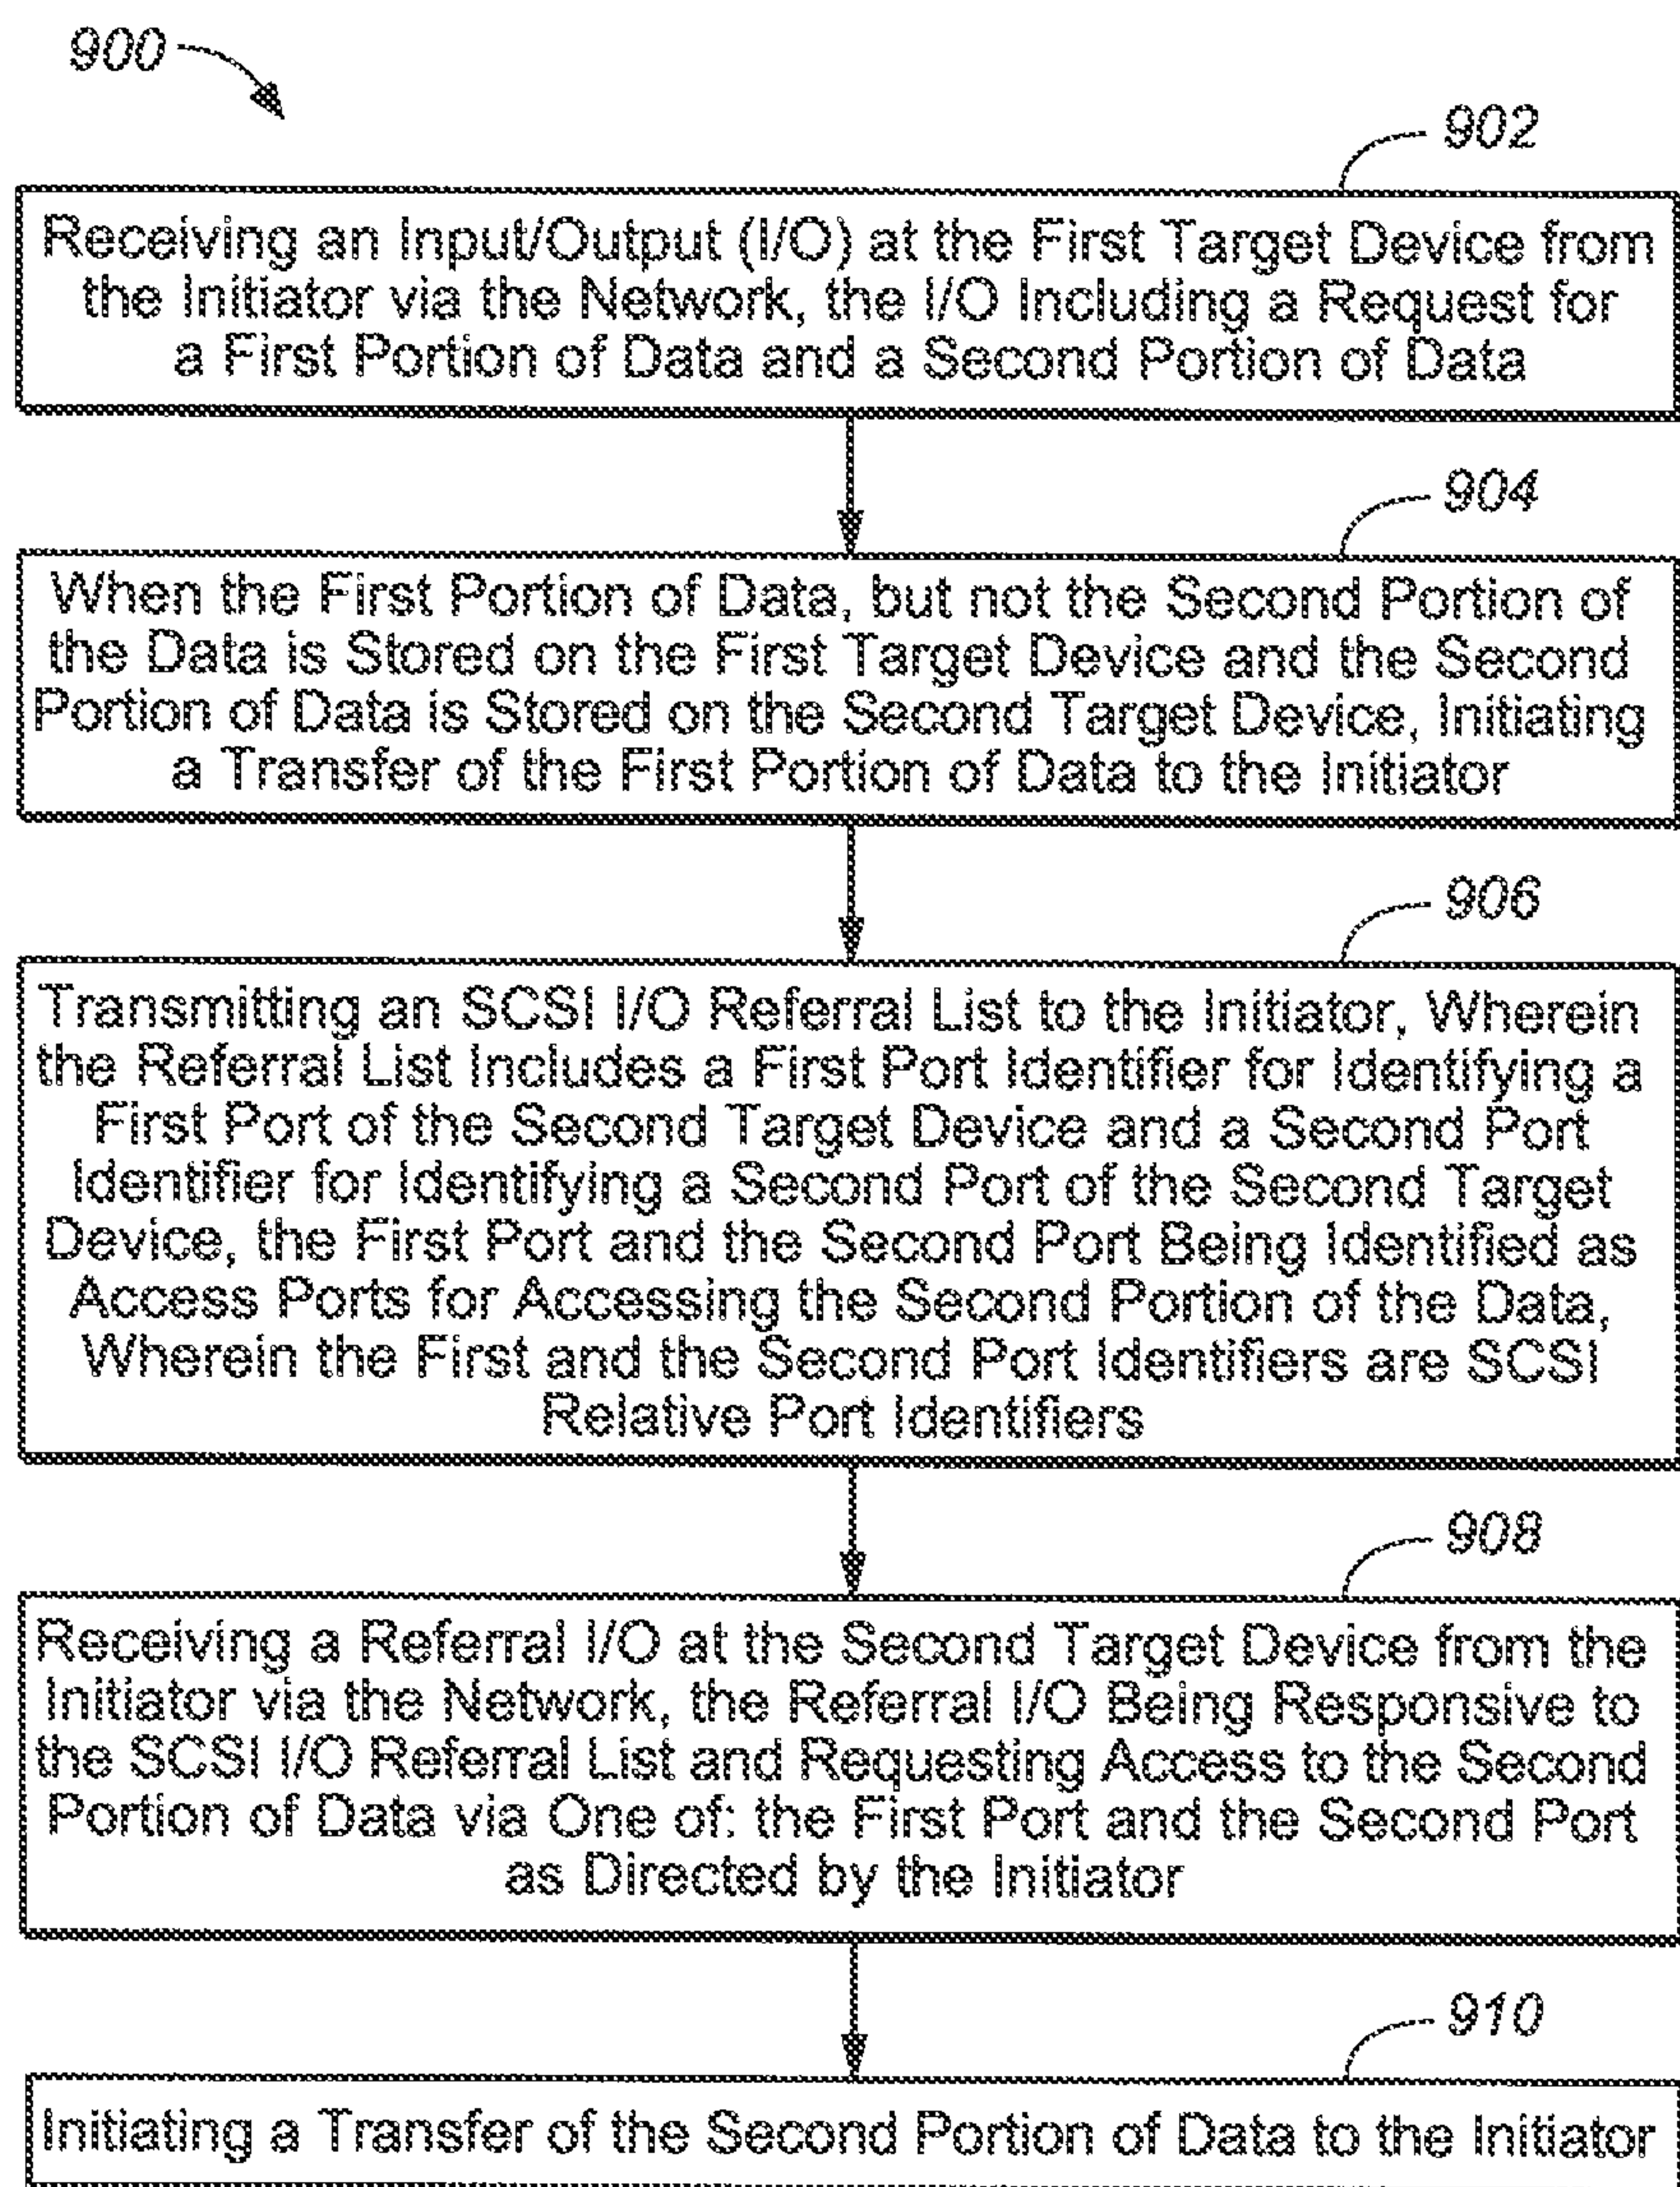 900
902
Receiving an Input/Output (I/O) at the First Target Device from
the Initiator via the Network, the I/O Including a Request for
a First Portion of Data and a Second Portion of Data
904
When the First Portion of Data, but not the Second Portion of
the Data is Stored on the First Target Device and the Second
Portion of Data is Stored on the Second Target Device, Initiating
a Transfer of the First Portion of Data to the Initiator
906
Transmitting an SCSI I/O Referral List to the Initiator, Wherein
the Referral List Includes a First Port Identifier for Identifying a
First Port of the Second Target Device and a Second Port
Identifier for Identifying a Second Port of the Second Target
Device, the First Port and the Second Port Being Identified as
Access Ports for Accessing the Second Portion of the Data,
Wherein the First and the Second Port Identifiers are SCSI
Relative Port Identifiers
908
Receiving a Referral I/O at the Second Target Device from the
Initiator via the Network, the Referral I/O Being Responsive to
the SCSI I/O Referral List and Requesting Access to the Second
Portion of Data via One of: the First Port and the Second Port
as Directed by the Initiator
910
Initiating a Transfer of the Second Portion of Data to the Initiator